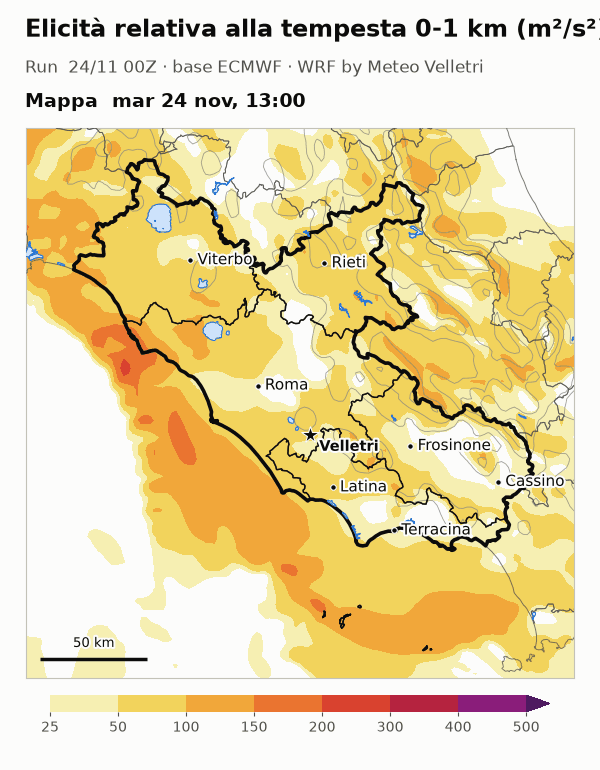 Elicità relativa alla tempesta 0-1 km (m²/s²)
Run 24/11 00Z · base ECMWF · WRF by Meteo Velletri
Mappa mar 24 nov, 13:00
Viterbo
Rieti
Roma
Velletri
Frosinone
Cassino
Latina
Terracina
50 km
25 50 100 150 200 300 400 500